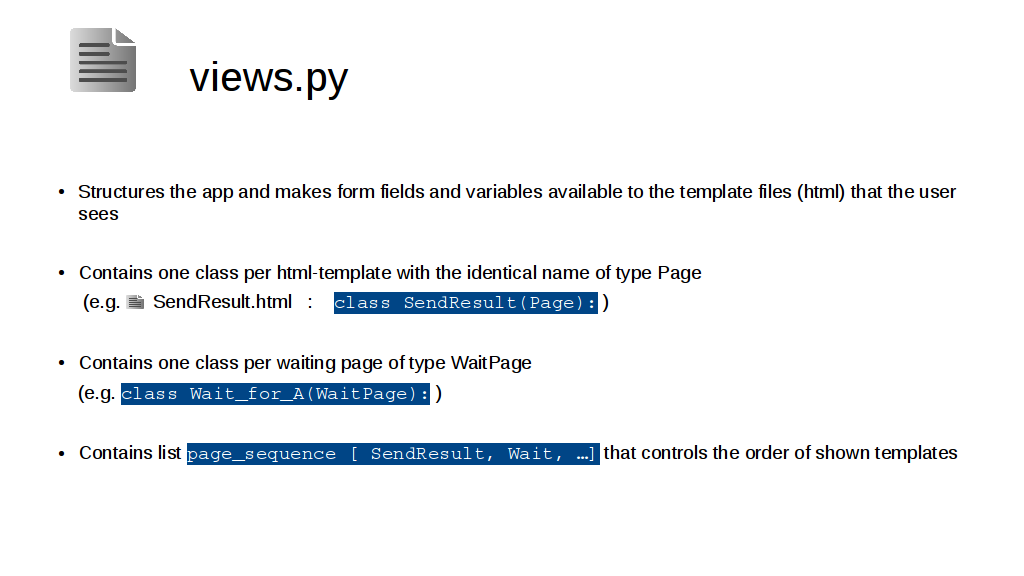 views.py
• Structures the app and makes form fields and variables available to the template files (html) that the user
sees
• Contains one class per html-template with the identical name of type Page
(e.g. SendResult.html : class SendResult(Page): )
• Contains one class per waiting page of type WaitPage
(e.g. class Wait_for_A(WaitPage): )
• Contains list page_sequence [ SendResult, Wait, …] that controls the order of shown templates